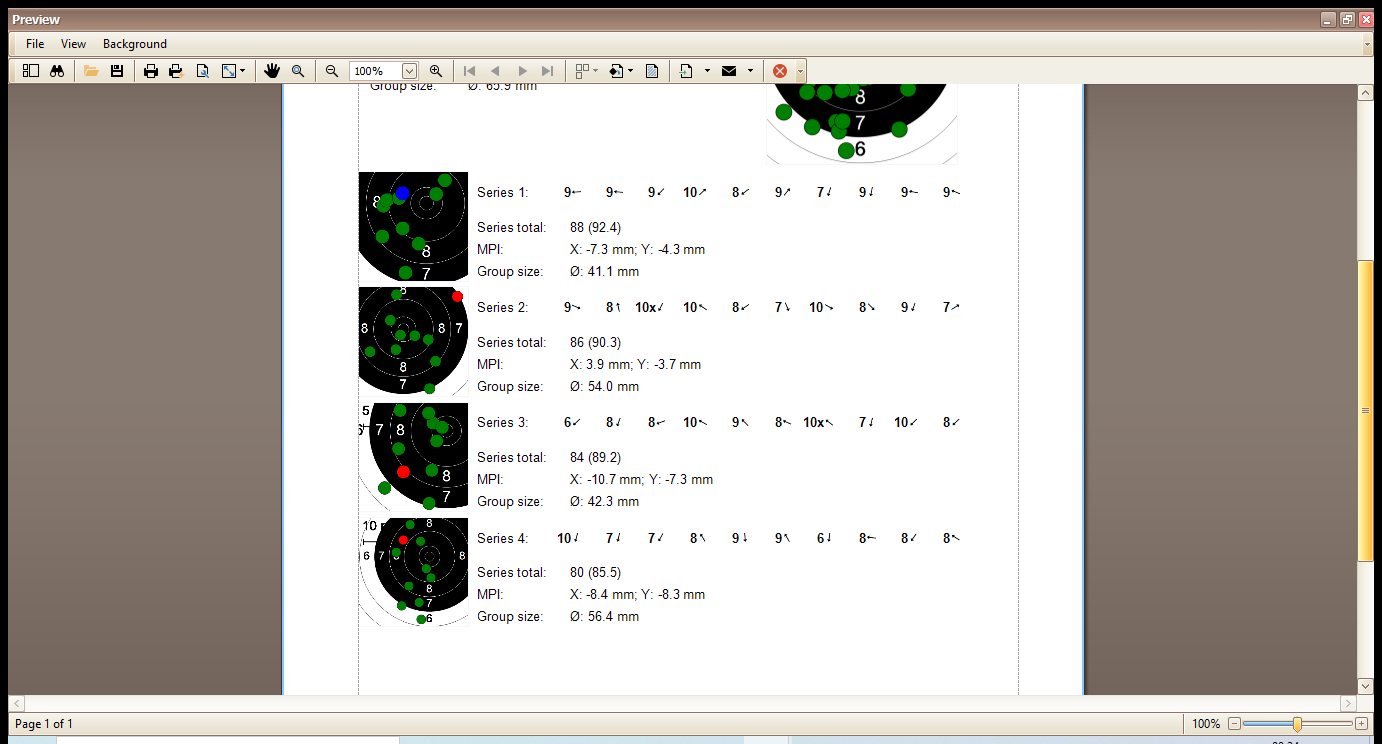 Preview
File View Background
100%
Group size: Ø: 65.9 mm
8
7
6
Series 1: 9 9 9 10 8 9 7 9 9 9
8
Series total: 88 (92.4)
MPI: X: -7.3 mm; Y: -4.3 mm
8
Group size: Ø: 41.1 mm
7
8
Series 2: 9 8 10x 10 8 7 10 8 9 7
8 8 7
Series total: 86 (90.3)
MPI: X: 3.9 mm; Y: -3.7 mm
8
Group size: Ø: 54.0 mm
7
5
Series 3: 6 8 8 10 9 8 10x 7 10 8
6 7 8
Series total: 84 (89.2)
MPI: X: -10.7 mm; Y: -7.3 mm
8
Group size: Ø: 42.3 mm
7
10 8
Series 4: 10 7 7 8 9 9 6 8 8 8
6 7 8 8
Series total: 80 (85.5)
MPI: X: -8.4 mm; Y: -8.3 mm
8
7
Group size: Ø: 56.4 mm
6
Page 1 of 1 100%